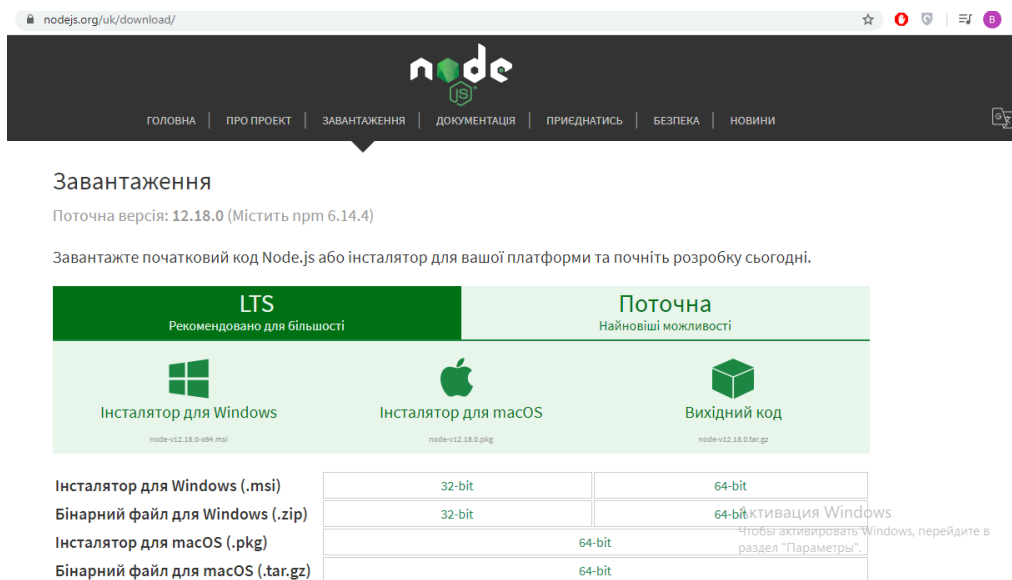 nodejs.org/uk/download/
B
node
JS
ГОЛОВНА
ПРО ПРОЕКТ
ЗАВАНТАЖЕННЯ
ДОКУМЕНТАЦІЯ
ПРИЄДНАТИСЬ
БЕЗПЕКА
НОВИНИ
Завантаження
Поточна версія: 12.18.0 (Містить npm 6.14.4)
Завантажте початковий код Node.js або інсталятор для вашої платформи та почніть розробку сьогодні.
LTS
Рекомендовано для більшості
Поточна
Найновіші можливості
Інсталятор для Windows
node-v12.18.0-x64.msi
Інсталятор для macOS
node-v12.18.0.pkg
Вихідний код
node-v12.18.0.tar.gz
Інсталятор для Windows (.msi) 32-bit 64-bit
Бінарний файл для Windows (.zip) 32-bit 64-bit
Інсталятор для macOS (.pkg) 64-bit
Бінарний файл для macOS (.tar.gz) 64-bit
Активация Windows
Чтобы активировать Windows, перейдите в
раздел "Параметры".